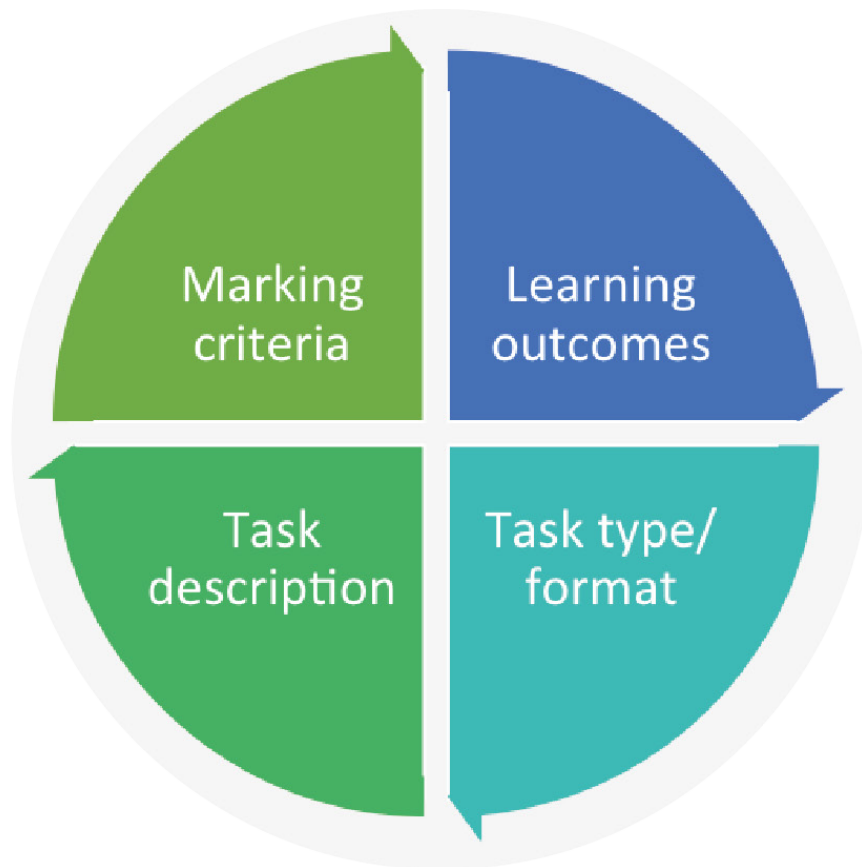 Marking
criteria
Learning
outcomes
Task
description
Task type/
format